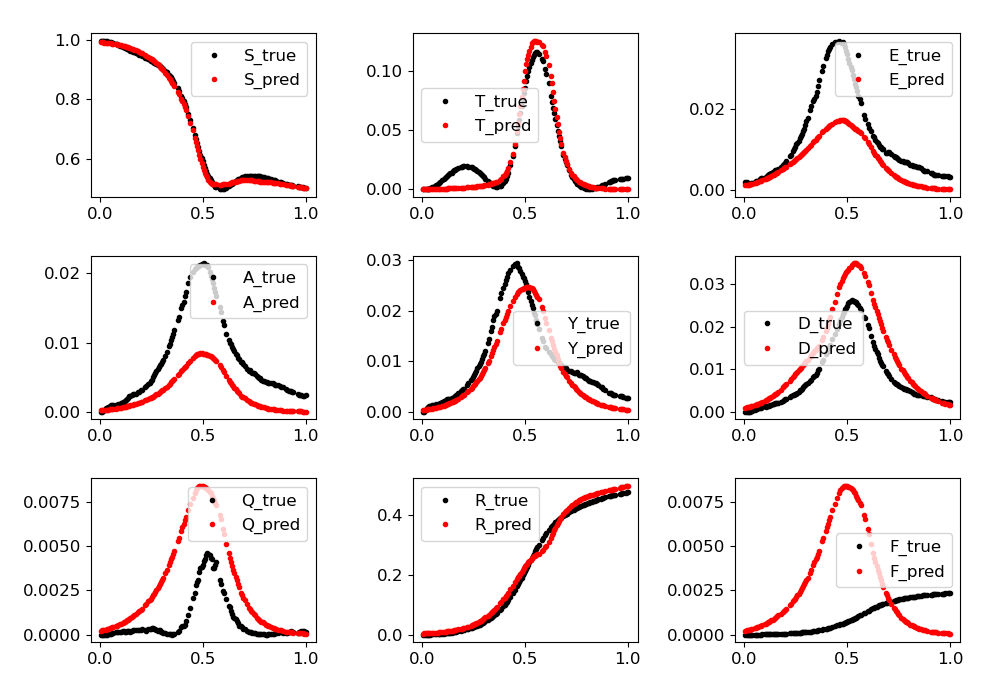 1.0
0.8
0.6
0.0 0.5 1.0
S_true
S_pred
0.10
0.05
0.00
0.0 0.5 1.0
T_true
T_pred
0.02
0.00
0.0 0.5 1.0
E_true
E_pred
0.02
0.01
0.00
0.0 0.5 1.0
A_true
A_pred
0.03
0.02
0.01
0.00
0.0 0.5 1.0
Y_true
Y_pred
0.03
0.02
0.01
0.00
0.0 0.5 1.0
D_true
D_pred
0.0075
0.0050
0.0025
0.0000
0.0 0.5 1.0
Q_true
Q_pred
0.4
0.2
0.0
0.0 0.5 1.0
R_true
R_pred
0.0075
0.0050
0.0025
0.0000
0.0 0.5 1.0
F_true
F_pred